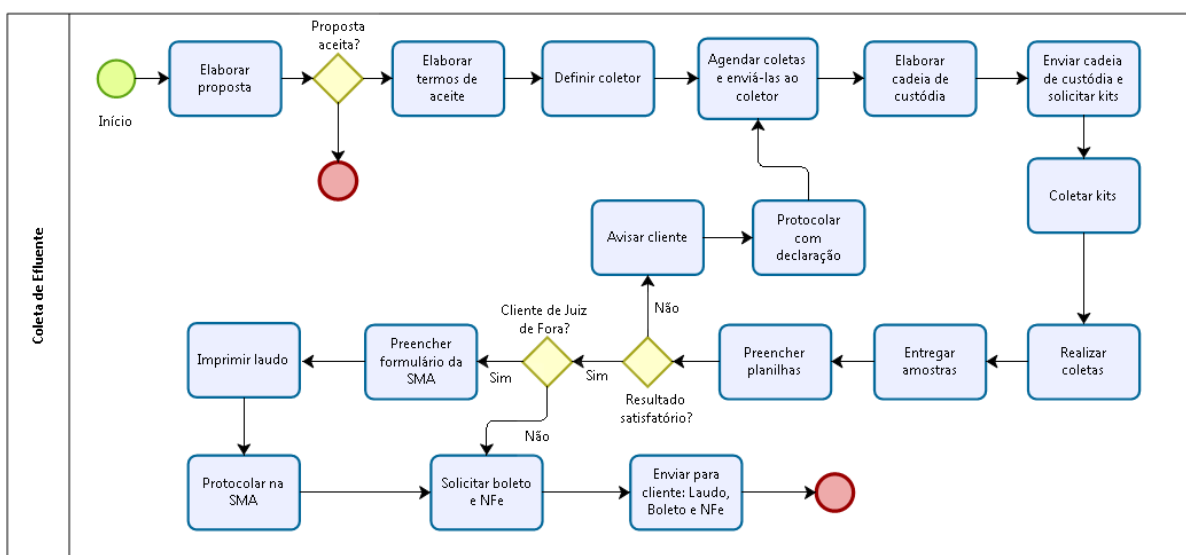 Coleta de Efluente
Início
Elaborar
proposta
Proposta
aceita?
Elaborar
termos de
aceite
Definir coletor
Agendar coletas
e enviá-las ao
coletor
Elaborar
cadeia de
custódia
Enviar cadeia
de custódia e
solicitar kits
Coletar kits
Avisar cliente
Protocolar
com
declaração
Não
Cliente de Juiz
de Fora?
Imprimir laudo
Preencher
formulário da
SMA
Sim
Sim
Resultado
satisfatório?
Preencher
planilhas
Entregar
amostras
Realizar
coletas
Não
Protocolar na
SMA
Solicitar boleto
e NFe
Enviar para
cliente: Laudo,
Boleto e NFe